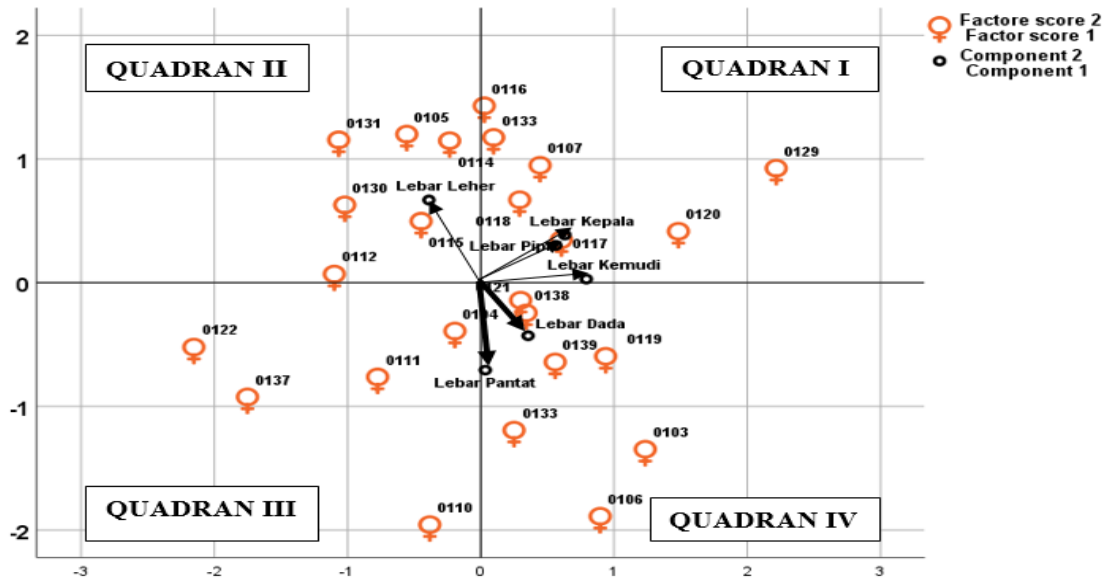 Factore score 2
Factor score 1
Component 2
Component 1
2
QUADRAN II
QUADRAN I
0116
0131
0105
0133
0114
0107
0129
1
Lebar Leher
0130
0118
Lebar Kepala
0120
0115
Lebar
0117
0112
Lebar Kemudi
0
0138
Lebar Dada
0122
0111
0139
0119
Lebar Pantat
0137
-1
0133
0103
QUADRAN III
0110
0106
QUADRAN IV
-2
-3
-2
-1
0
1
2
3